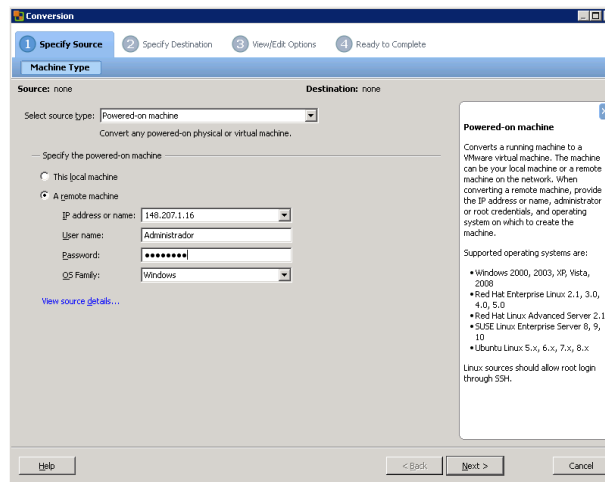 Conversion
1 Specify Source 2 Specify Destination 3 View/Edit Options 4 Ready to Complete
Machine Type
Source: none Destination: none
Select source type: Powered-on machine
Convert any powered-on physical or virtual machine.
Specify the powered-on machine
This local machine
A remote machine
IP address or name: 148.207.1.16
User name: Administrador
Password: ●●●●●●●●
OS Family: Windows
View source details...
Powered-on machine
Converts a running machine to a
VMware virtual machine. The machine
can be your local machine or a remote
machine on the network. When
converting a remote machine, provide
the IP address or name, administrator
or root credentials, and operating
system on which to create the
machine.
Supported operating systems are:
• Windows 2000, 2003, XP, Vista,
2008
• Red Hat Enterprise Linux 2.1, 3.0,
4.0, 5.0
• Red Hat Linux Advanced Server 2.1
• SUSE Linux Enterprise Server 8, 9,
10
• Ubuntu Linux 5.x, 6.x, 7.x, 8.x
Linux sources should allow root login
through SSH.
Help < Back Next > Cancel